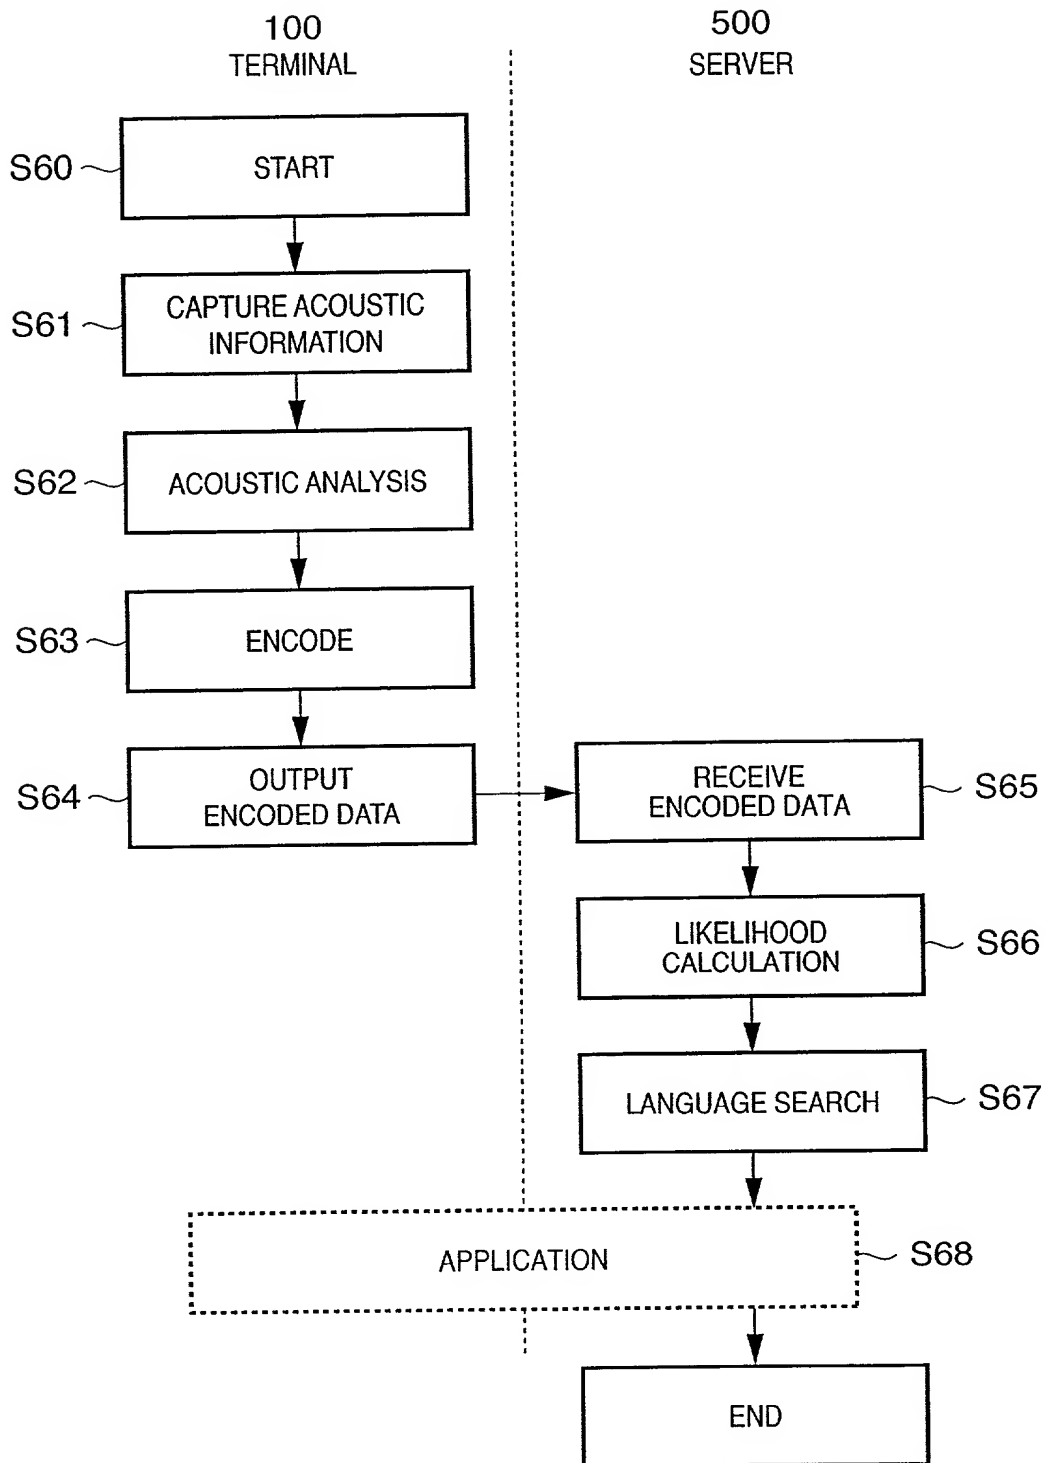 100
TERMINAL
500
SERVER
S60
START
S61
CAPTURE ACOUSTIC
INFORMATION
S62
ACOUSTIC ANALYSIS
S63
ENCODE
S64
OUTPUT
ENCODED DATA
RECEIVE
ENCODED DATA
S65
LIKELIHOOD
CALCULATION
S66
LANGUAGE SEARCH
S67
APPLICATION
S68
END